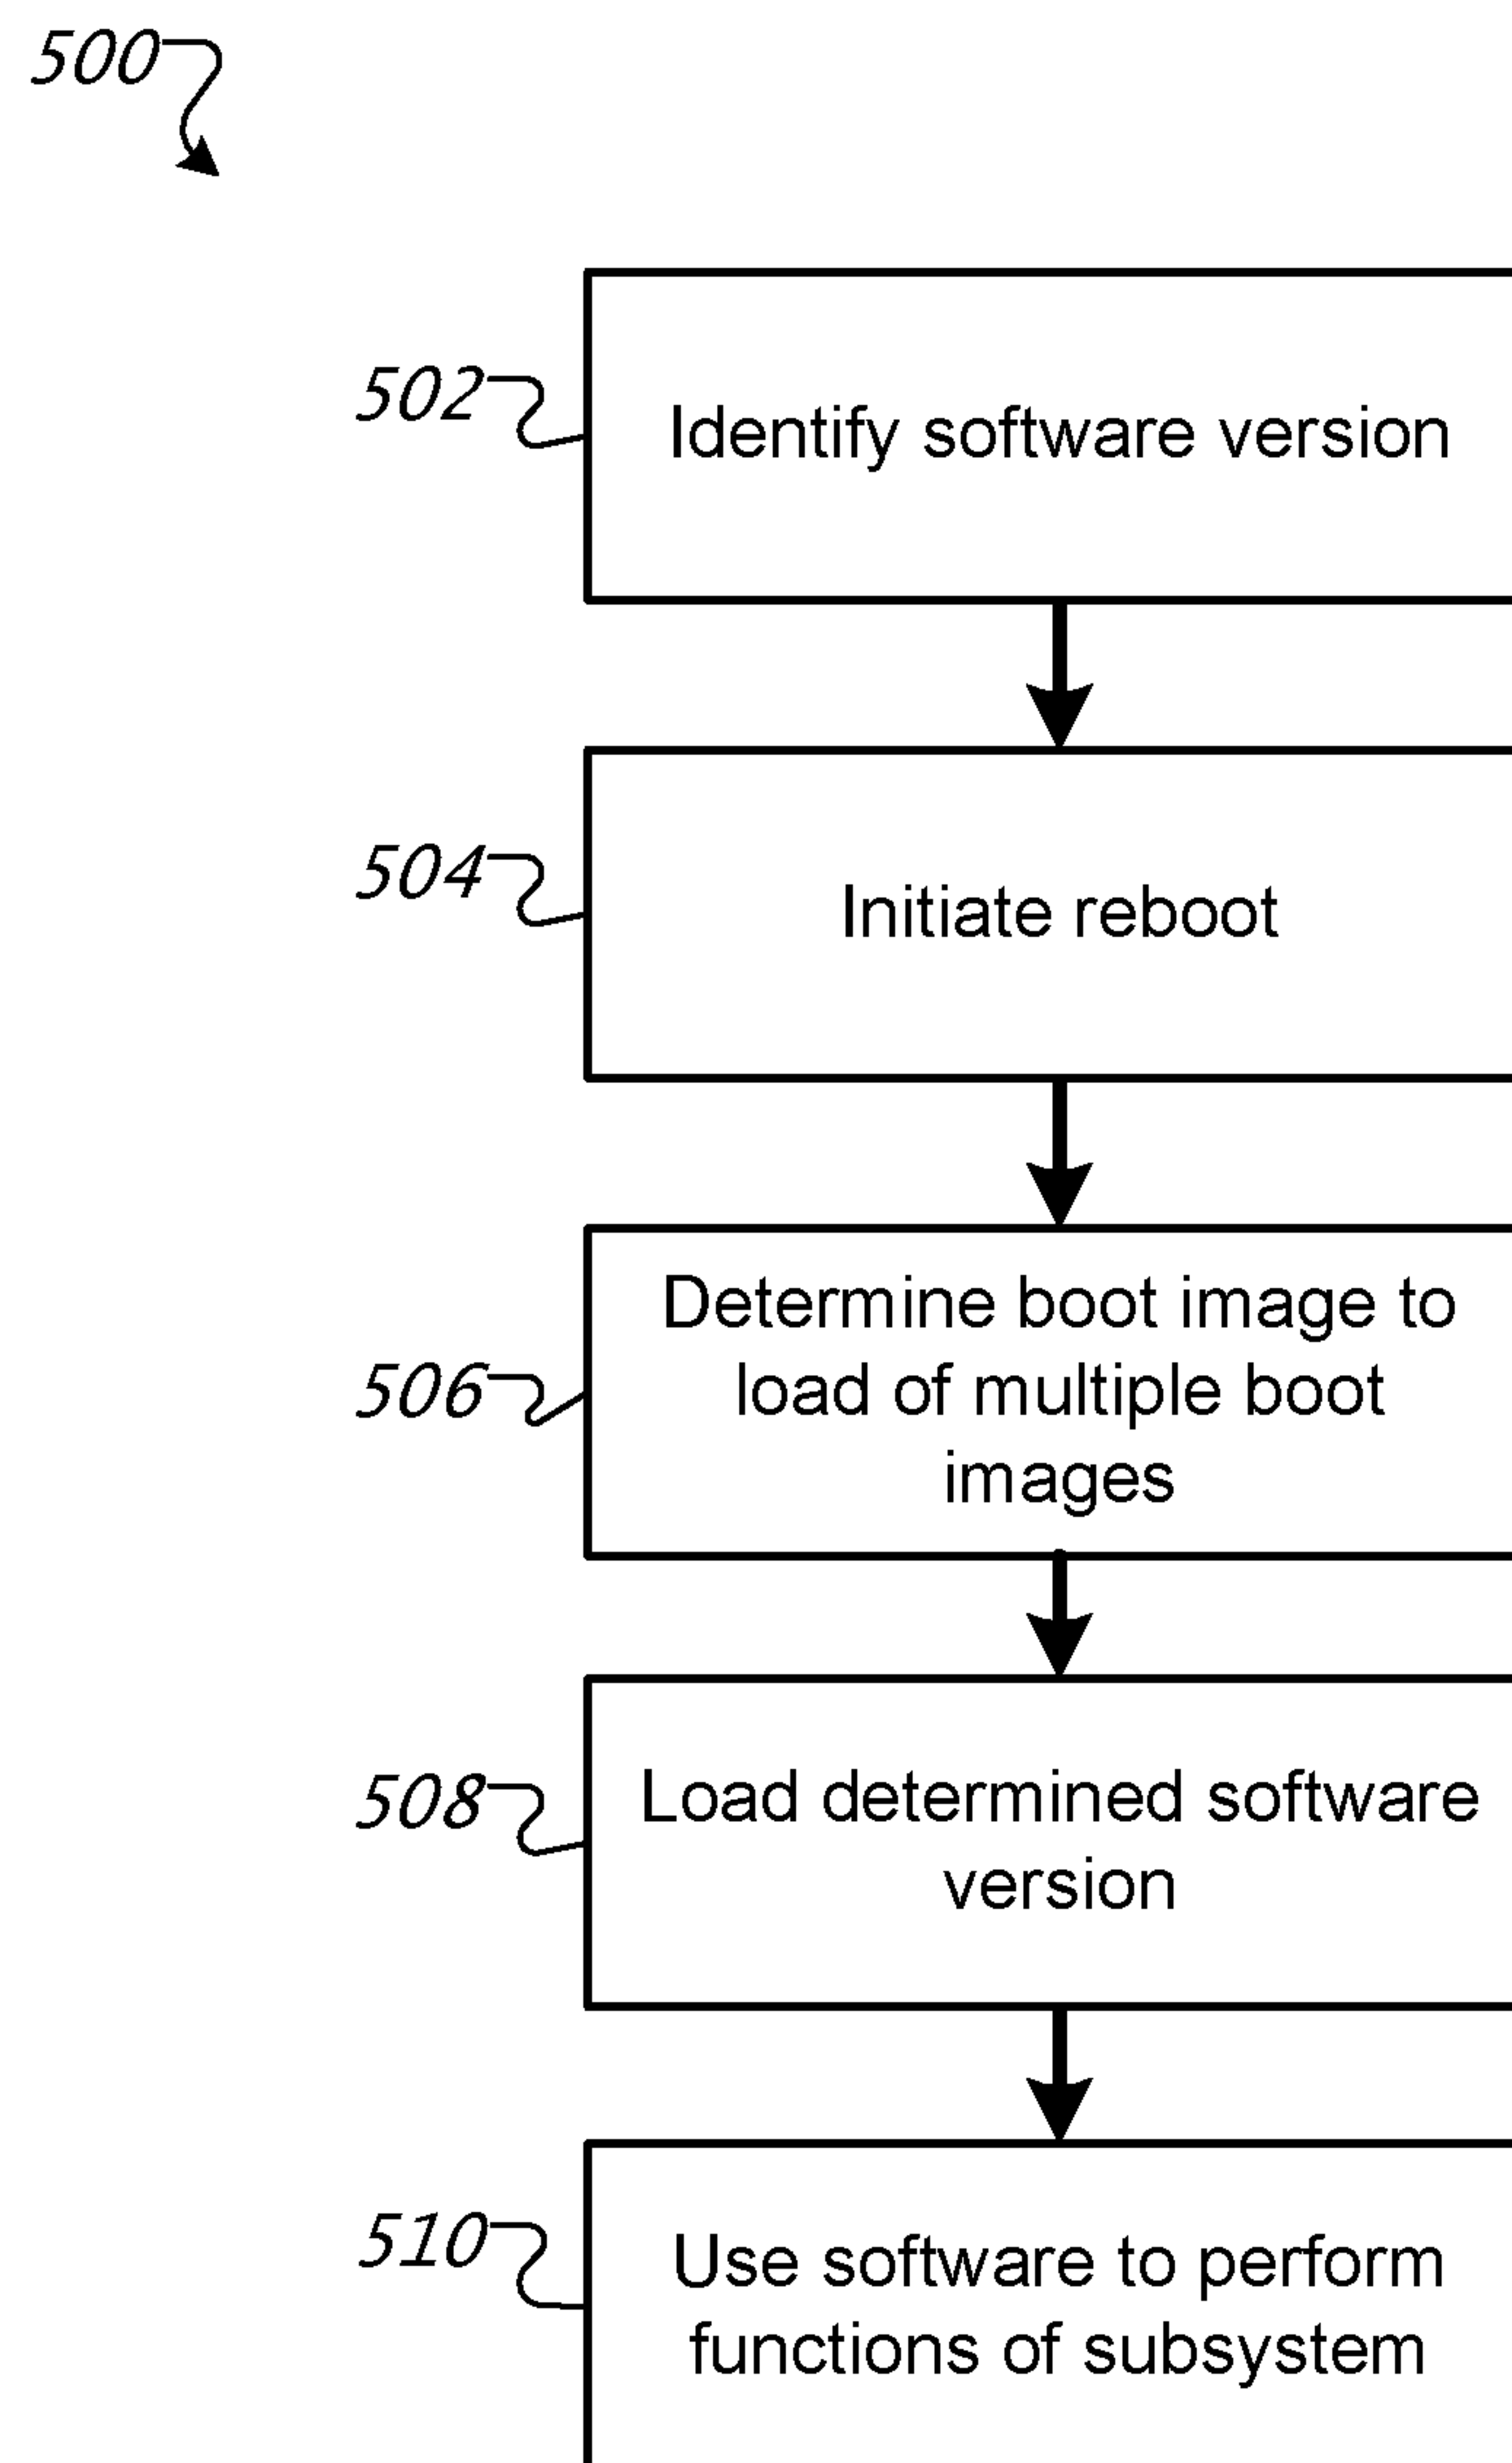 500
502
Identify software version
504
Initiate reboot
506
Determine boot image to
load of multiple boot
images
508
Load determined software
version
510
Use software to perform
functions of subsystem